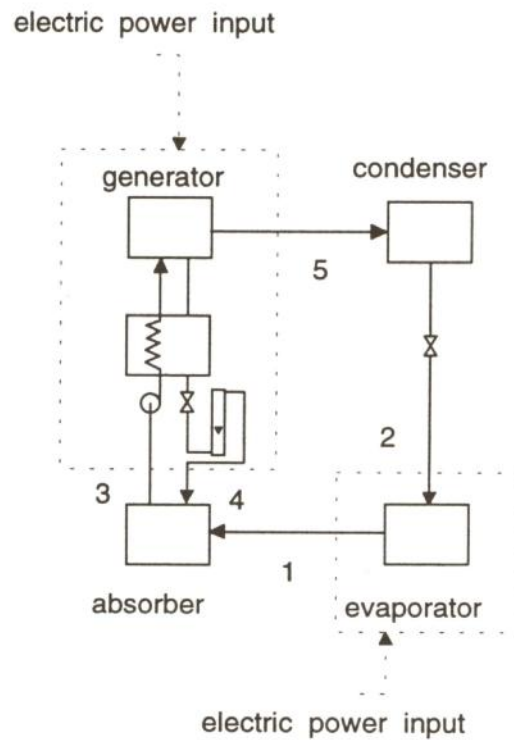 electric power input
generator
condenser
5
2
3
4
1
absorber
evaporator
electric power input